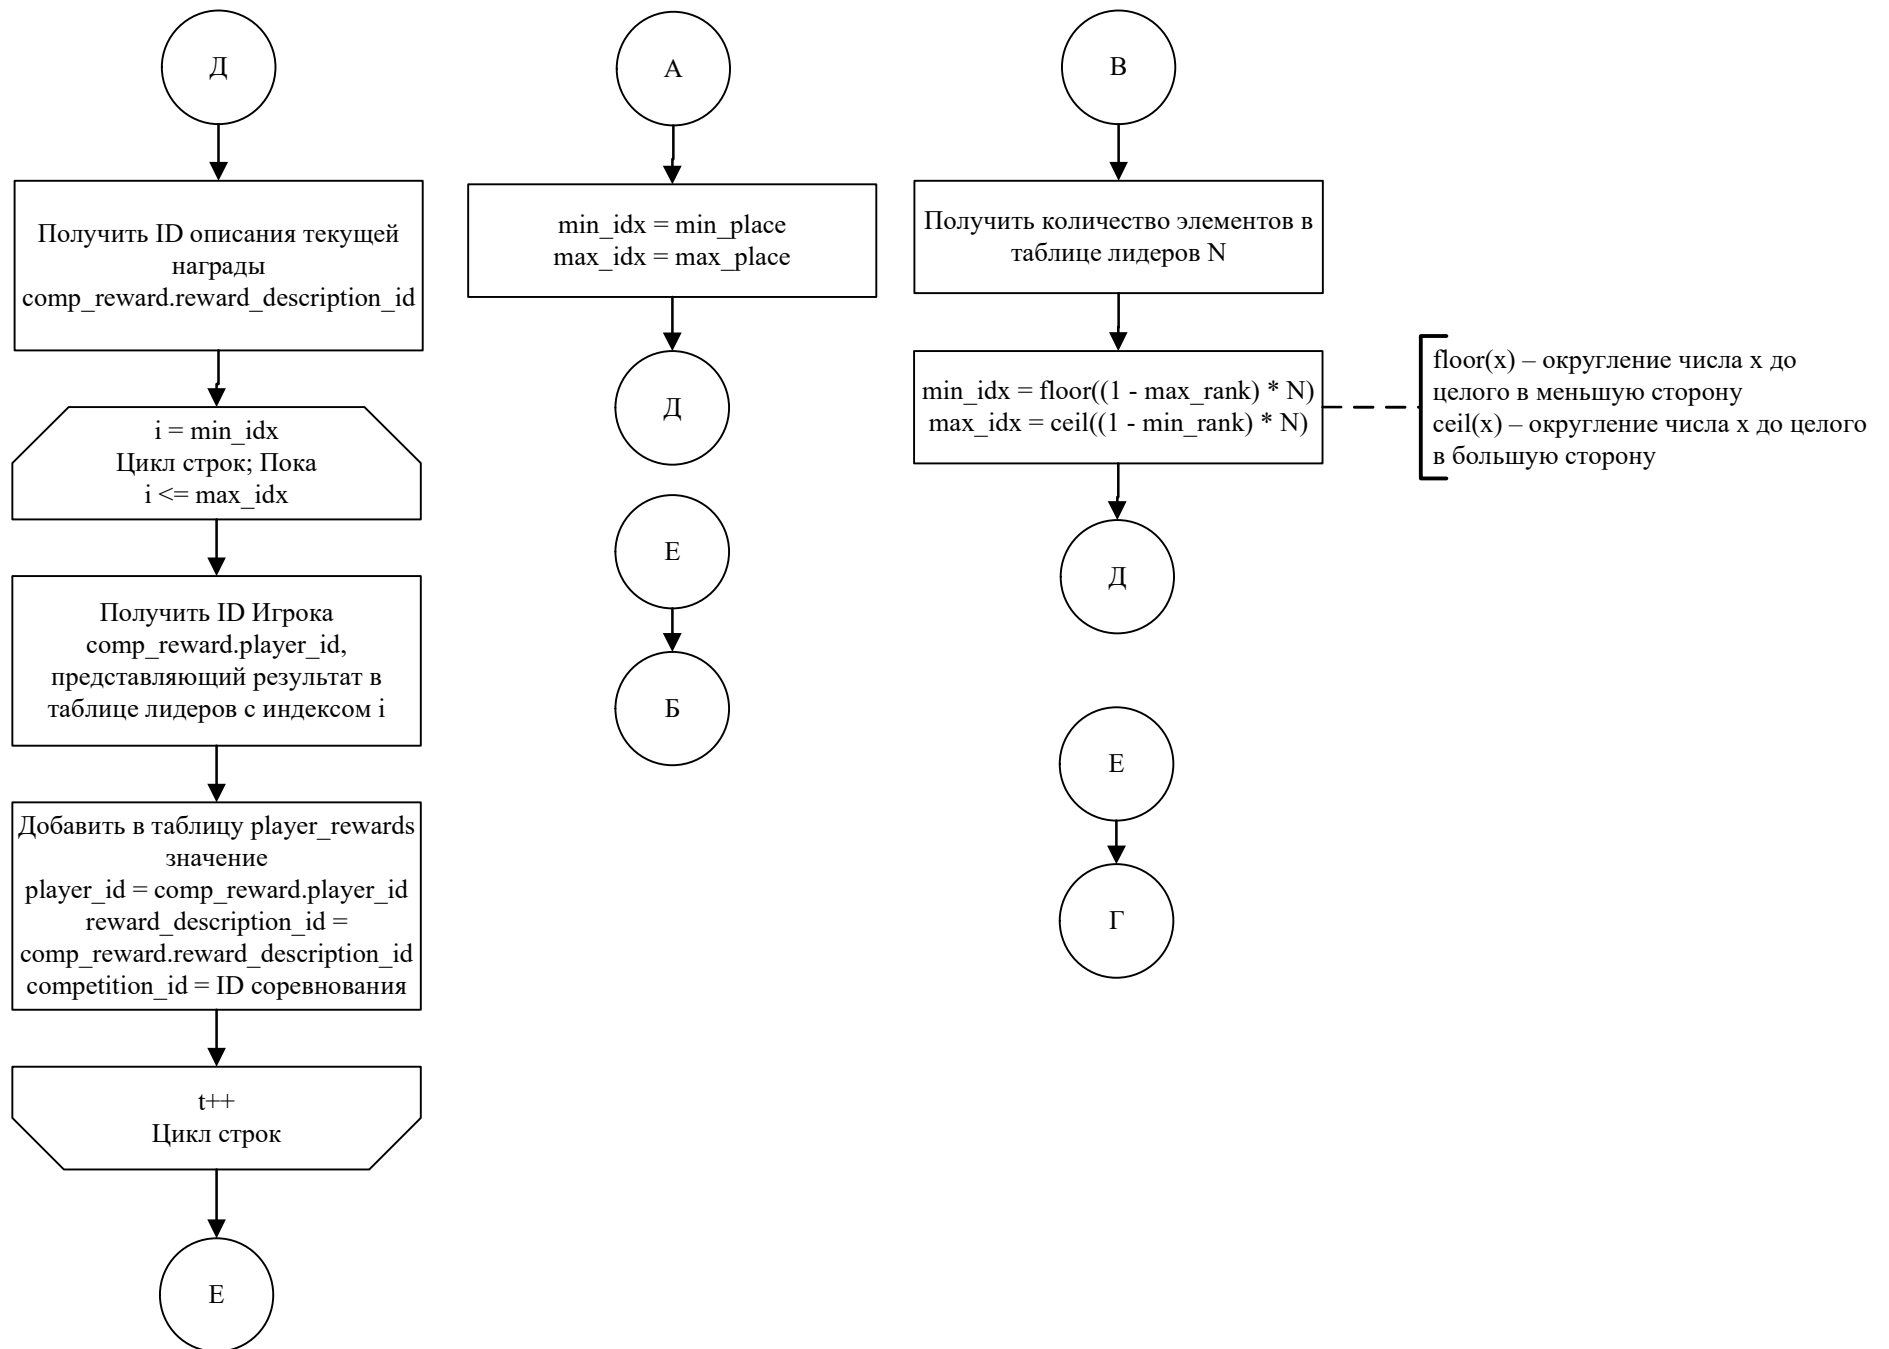 Д
Получить ID описания текущей
награды
comp_reward.reward_description_id
i = min_idx
Цикл строк; Пока
i <= max_idx
Получить ID Игрока
comp_reward.player_id,
представляющий результат в
таблице лидеров с индексом i
Добавить в таблицу player_rewards
значение
player_id = comp_reward.player_id
reward_description_id =
comp_reward.reward_description_id
competition_id = ID соревнования
t++
Цикл строк
Е
А
min_idx = min_place
max_idx = max_place
Д
Е
Б
В
Получить количество элементов в
таблице лидеров N
min_idx = floor((1 - max_rank) * N)
max_idx = ceil((1 - min_rank) * N)
floor(x) – округление числа x до
целого в меньшую сторону
ceil(x) – округление числа x до целого
в большую сторону
Д
Е
Г